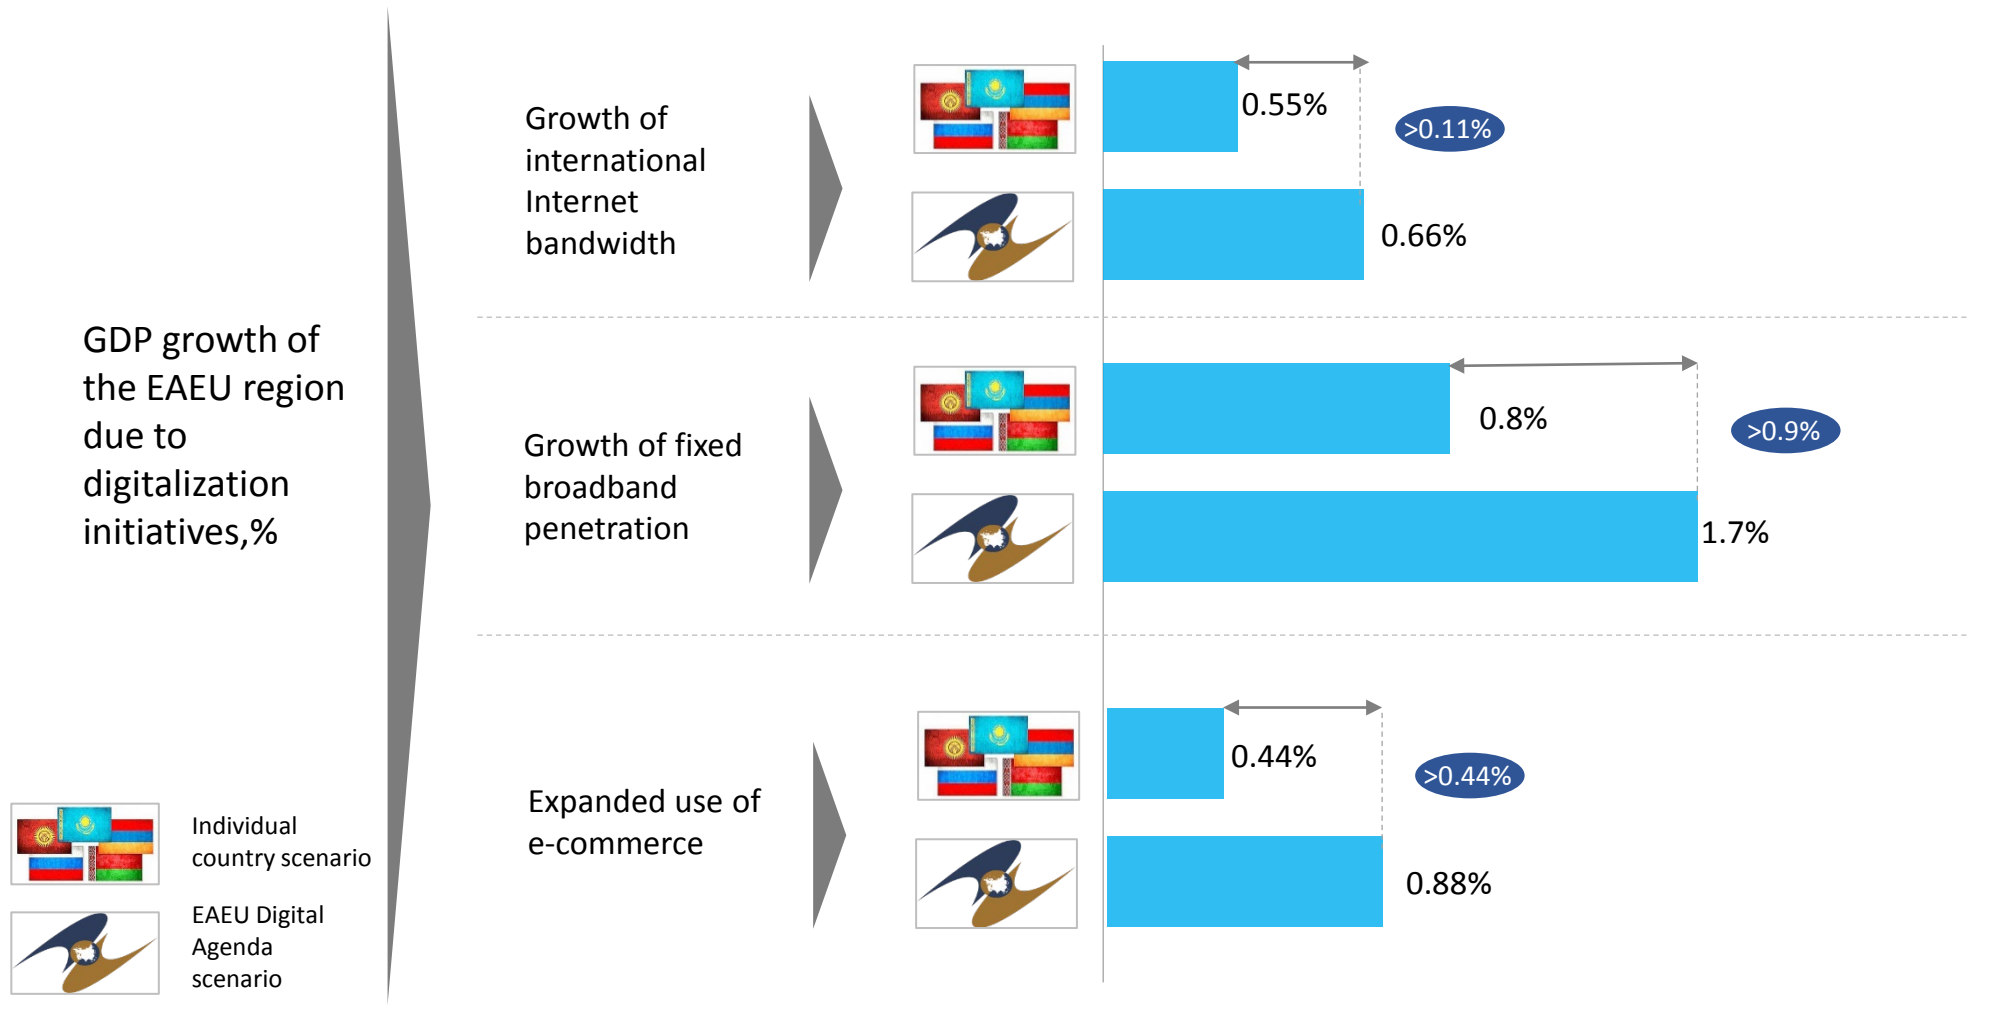 GDP growth of
the EAEU region
due to
digitalization
initiatives,%
Growth of
international
Internet
bandwidth
0.55%
>0.11%
0.66%
Growth of fixed
broadband
penetration
0.8%
>0.9%
1.7%
Expanded use of
e-commerce
0.44%
>0.44%
0.88%
Individual
country scenario
EAEU Digital
Agenda
scenario